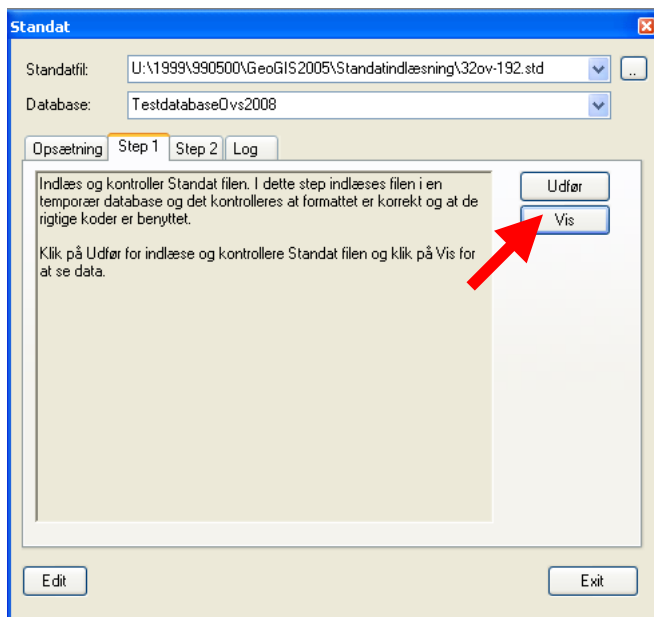 Standat
Standatfil:
U:\1999\990500\GeoGIS2005\Standatindlæsning\32ov-192.std
..
Database:
TestdatabaseOvs2008
Opsætning
Step 1
Step 2
Log
Indlæs og kontroller Standat filen. I dette step indlæses filen i en
temporær database og det kontrolleres at formattet er korrekt og at de
rigtige koder er benyttet.
Klik på Udfør for indlæse og kontrollere Standat filen og klik på Vis for
at se data.
Udfør
Vis
Edit
Exit